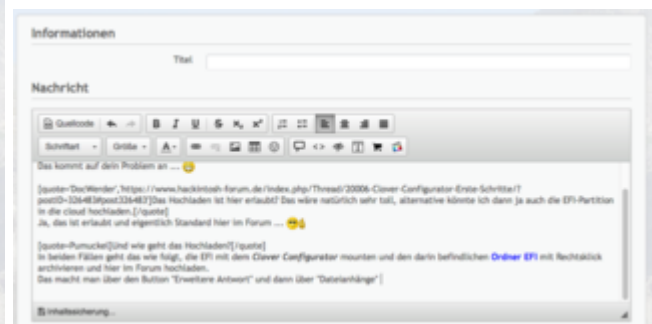 Informationen
Titel
Nachricht
Quellcode B I U S x, x²
Schriftart Größe A
Das kommt auf dein Problem an ....
[quote='DocWerder','https://www.hackintosh-forum.de/index.php/Thread/20006-Clover-Configurator-Erste-Schritte/?
postID=326483#post326483']Das Hochladen ist hier erlaubt? Das wäre natürlich sehr toll, alternative könnte ich dann ja auch die EFI-Partition
in die cloud hochladen.[/quote]
Ja, das ist erlaubt und eigentlich Standard hier im Forum ....
[quote=Pumuckel]Und wie geht das Hochladen?[/quote]
In beiden Fällen geht das wie folgt, die EFI mit dem Clover Configurator mounten und den darin befindlichen Ordner EFI mit Rechtsklick
archivieren und hier im Forum hochladen.
Das macht man über den Button "Erweitere Antwort" und dann über "Dateianhänge"
Inhaltssicherung...